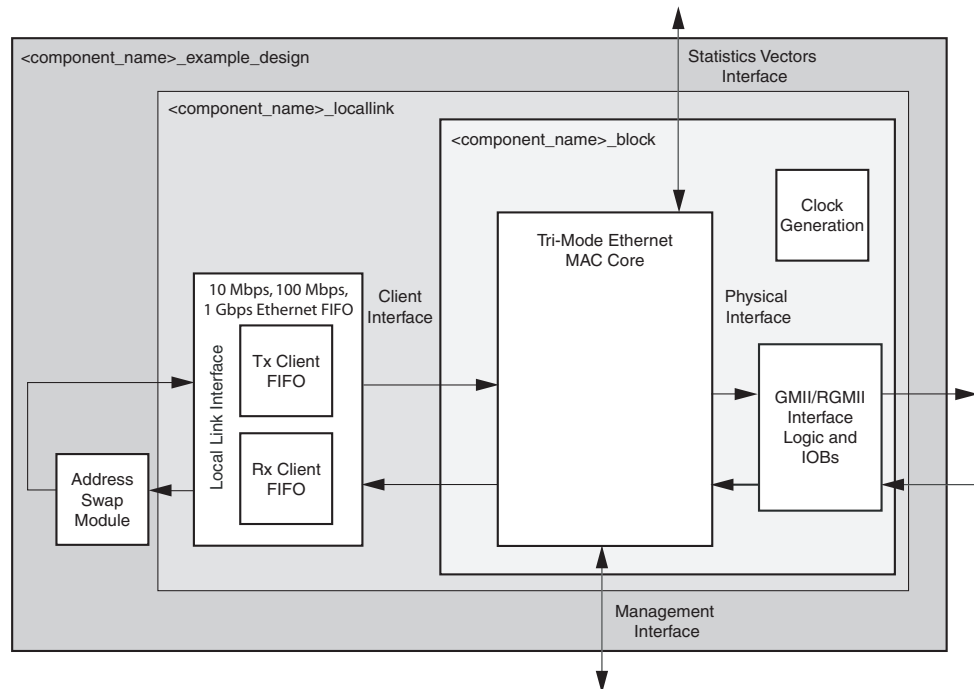 <component_name>_example_design
Statistics Vectors
Interface
<component_name>_locallink
<component_name>_block
Clock
Generation
Tri-Mode Ethernet
MAC Core
10 Mbps, 100 Mbps,
1 Gbps Ethernet FIFO
Client
Interface
Physical
Interface
Local Link Interface
Tx Client
FIFO
Rx Client
FIFO
GMII/RGMII
Interface
Logic and
IOBs
Address
Swap
Module
Management
Interface